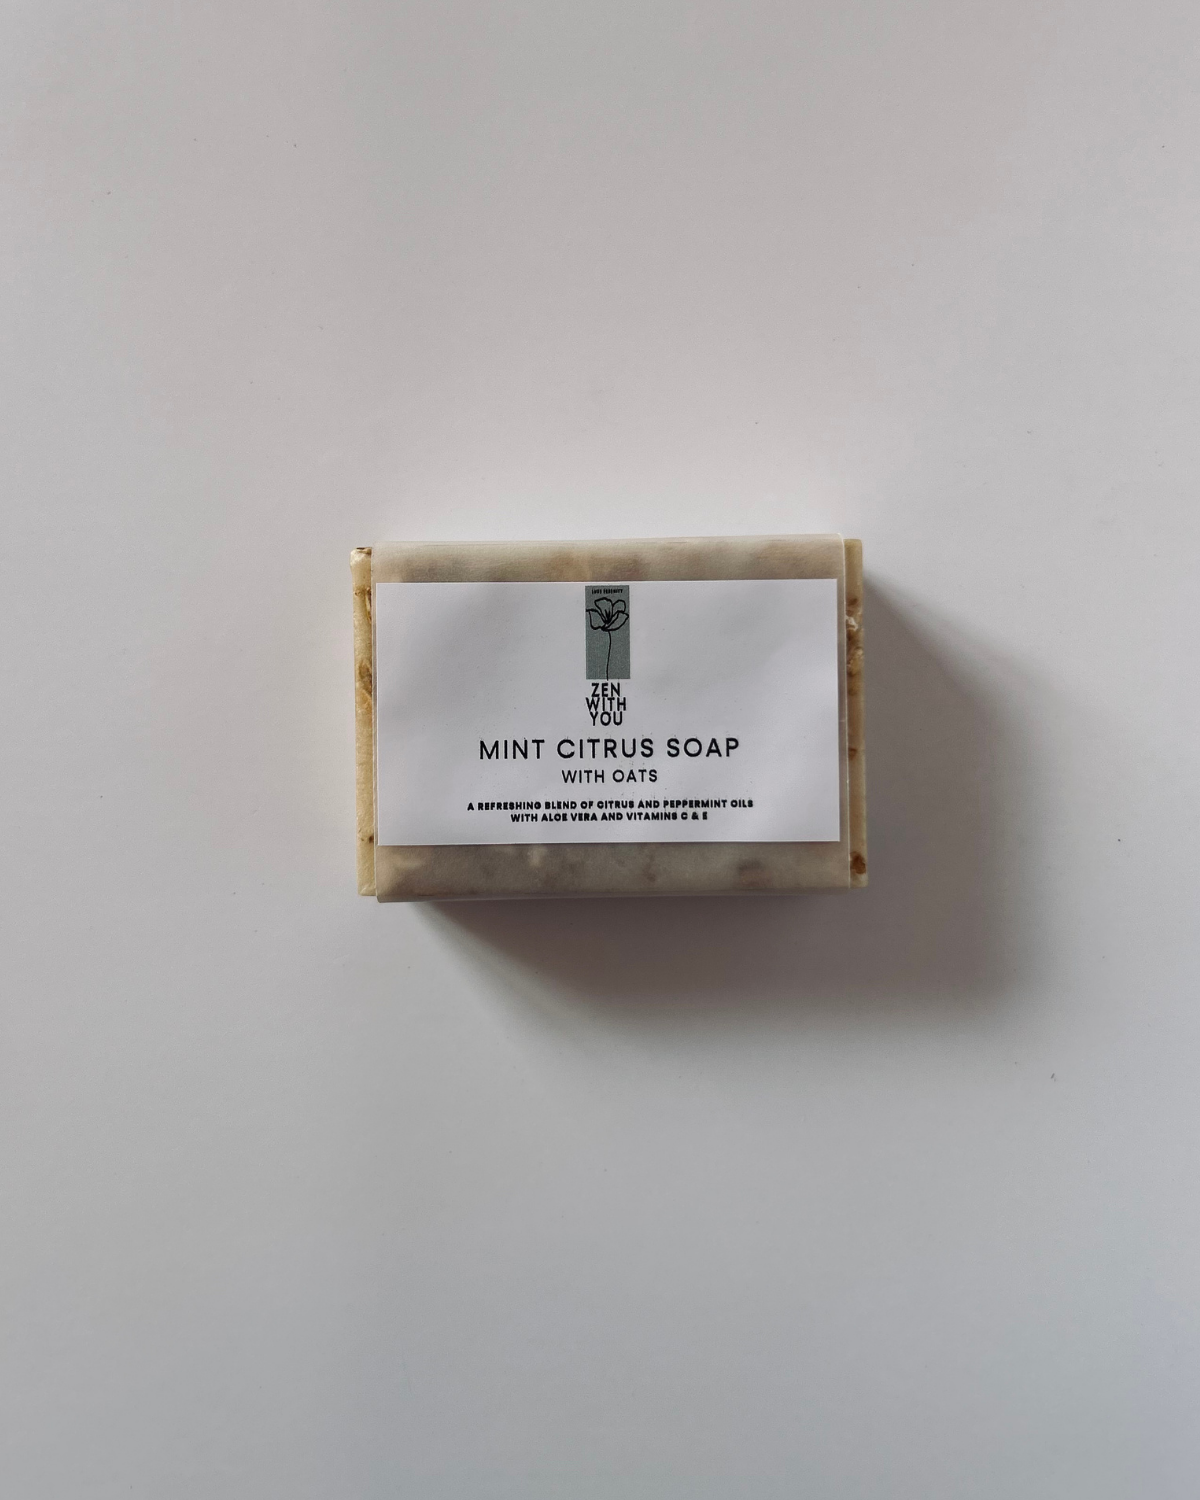 ZEN
WITH
YOU
MINT CITRUS SOAP
WITH OATS
A REFRESHING BLEND OF CITRUS AND PEPPERMINT OILS
WITH ALOE VERA AND VITAMINS C & E